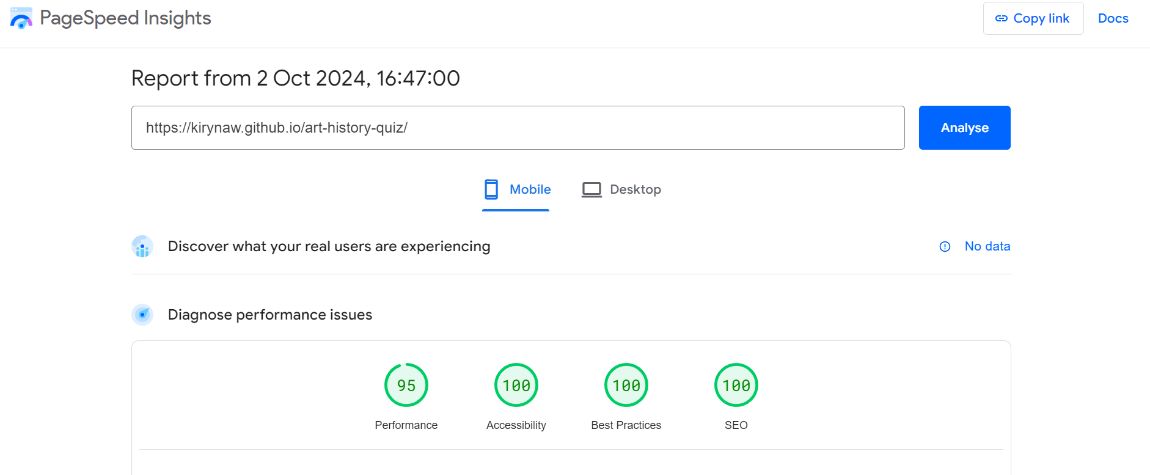 PageSpeed Insights
Copy link
Docs
Report from 2 Oct 2024, 16:47:00
https://kirynaw.github.io/art-history-quiz/
Analyse
Mobile
Desktop
Discover what your real users are experiencing
No data
Diagnose performance issues
95
100
100
100
Performance
Accessibility
Best Practices
SEO